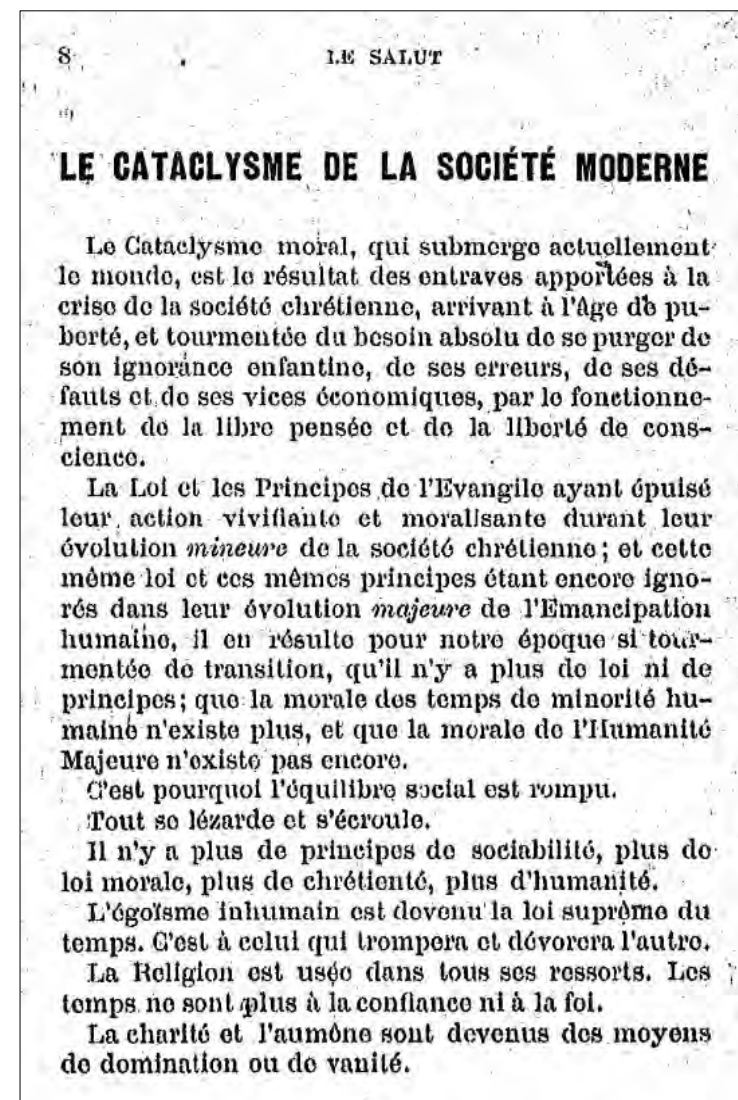 8 LE SALUT
LE CATACLYSME DE LA SOCIÉTÉ MODERNE
Le Cataclysme moral, qui submerge actuellement
le monde, est le résultat des entraves apportées à la
crise de la société chrétienne, arrivant à l'âge de pu-
berté, et tourmentée du besoin absolu de se purger de
son ignorance enfantine, de ses erreurs, de ses dé-
fauts et de ses vices économiques, par le fonctionne-
ment de la libre pensée et de la liberté de cons-
cience.
La Loi et les Principes de l'Evangile ayant épuisé
leur action vivifiante et moralisante durant leur
évolution mineure de la société chrétienne; et cette
même loi et ces mêmes principes étant encore igno-
rés dans leur évolution majeure de l'Emancipation
humaine, il en résulte pour notre époque si tour-
mentée de transition, qu'il n'y a plus de loi ni de
principes; que la morale des temps de minorité hu-
maine n'existe plus, et que la morale de l'Humanité
Majeure n'existe pas encore.
C'est pourquoi l'équilibre social est rompu.
Tout se lézarde et s'écroule.
Il n'y a plus de principes de sociabilité, plus de
loi morale, plus de chrétienté, plus d'humanité.
L'égoïsme inhumain est devenu la loi suprême du
temps. C'est à celui qui trompera et dévorera l'autre.
La Religion est usée dans tous ses ressorts. Les
temps ne sont plus à la confiance ni à la foi.
La charité et l'aumône sont devenus des moyens
de domination ou de vanité.